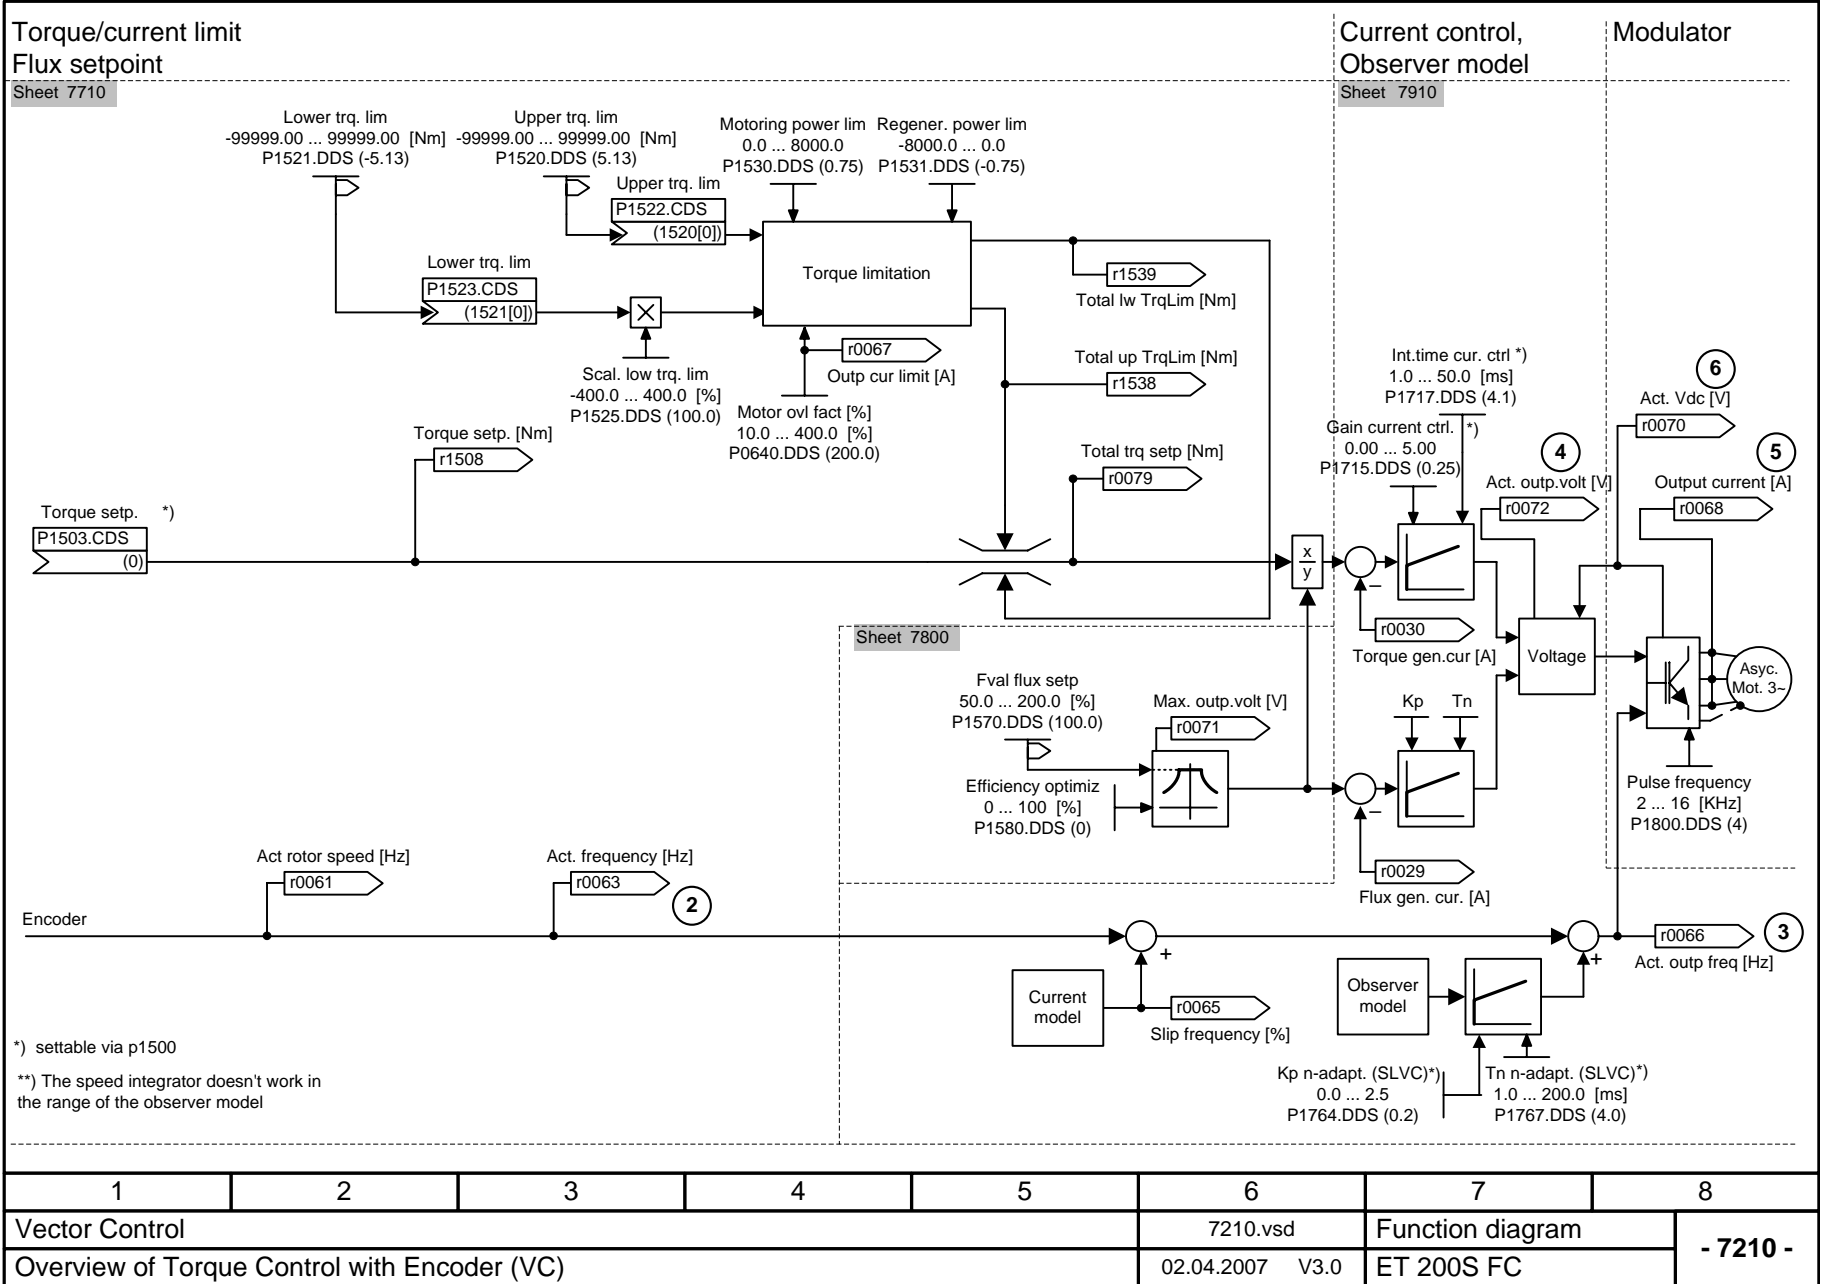 Torque/current limit
Flux setpoint
Sheet 7710
Current control,
Observer model
Sheet 7910
Modulator
Lower trq. lim
-99999.00 ... 99999.00 [Nm]
P1521.DDS (-5.13)
Upper trq. lim
-99999.00 ... 99999.00 [Nm]
P1520.DDS (5.13)
Motoring power lim
0.0 ... 8000.0
P1530.DDS (0.75)
Regener. power lim
-8000.0 ... 0.0
P1531.DDS (-0.75)
Upper trq. lim
P1522.CDS
(1520[0])
Lower trq. lim
P1523.CDS
(1521[0])
Torque limitation
r1539
Total lw TrqLim [Nm]
r0067
Outp cur limit [A]
Total up TrqLim [Nm]
r1538
Scal. low trq. lim
-400.0 ... 400.0 [%]
P1525.DDS (100.0)
Motor ovl fact [%]
10.0 ... 400.0 [%]
P0640.DDS (200.0)
Torque setp. [Nm]
r1508
Total trq setp [Nm]
r0079
Int.time cur. ctrl *)
1.0 ... 50.0 [ms]
P1717.DDS (4.1)
Gain current ctrl. *)
0.00 ... 5.00
P1715.DDS (0.25)
6
Act. Vdc [V]
r0070
4
Act. outp.volt [V]
r0072
5
Output current [A]
r0068
Torque setp. *)
P1503.CDS
(0)
x
y
–
r0030
Torque gen.cur [A]
Voltage
Asyc.
Mot. 3~
Sheet 7800
Fval flux setp
50.0 ... 200.0 [%]
P1570.DDS (100.0)
Max. outp.volt [V]
r0071
Efficiency optimiz
0 ... 100 [%]
P1580.DDS (0)
Kp Tn
–
r0029
Flux gen. cur. [A]
Pulse frequency
2 ... 16 [KHz]
P1800.DDS (4)
Act rotor speed [Hz]
r0061
Act. frequency [Hz]
r0063
2
Encoder
+
+
r0066
3
Act. outp freq [Hz]
Current
model
r0065
Slip frequency [%]
Observer
model
Kp n-adapt. (SLVC)*)
0.0 ... 2.5
P1764.DDS (0.2)
Tn n-adapt. (SLVC)*)
1.0 ... 200.0 [ms]
P1767.DDS (4.0)
*) settable via p1500
**) The speed integrator doesn't work in
the range of the observer model
1 2 3 4 5 6 7 8
Vector Control
7210.vsd
Function diagram
- 7210 -
Overview of Torque Control with Encoder (VC)
02.04.2007 V3.0
ET 200S FC